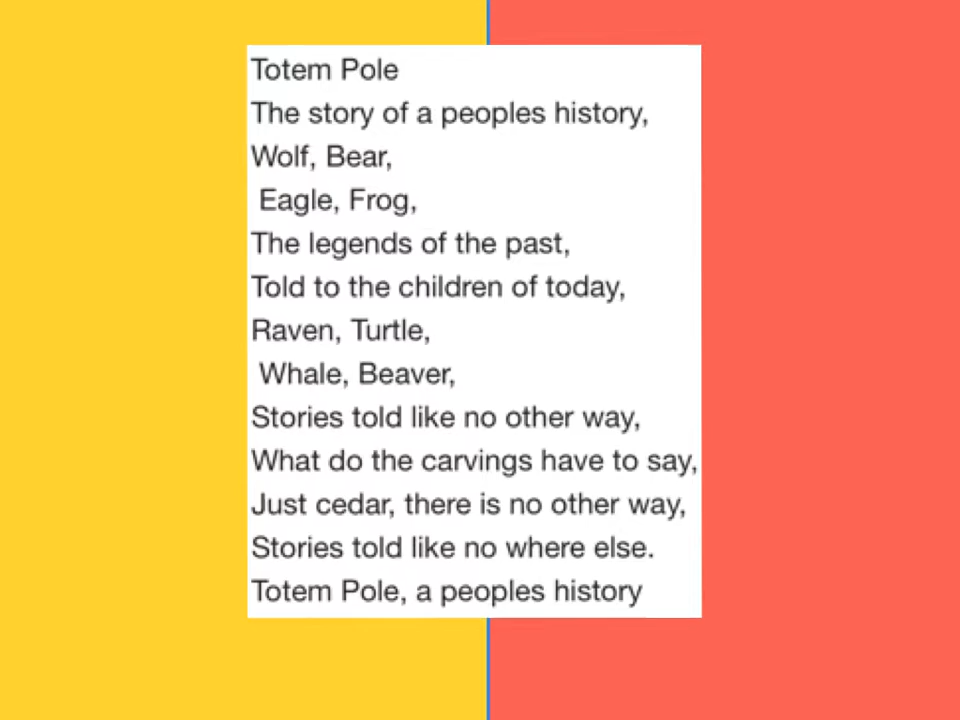 Totem Pole
The story of a peoples history,
Wolf, Bear,
Eagle, Frog,
The legends of the past,
Told to the children of today,
Raven, Turtle,
Whale, Beaver,
Stories told like no other way,
What do the carvings have to say,
Just cedar, there is no other way,
Stories told like no where else.
Totem Pole, a peoples history